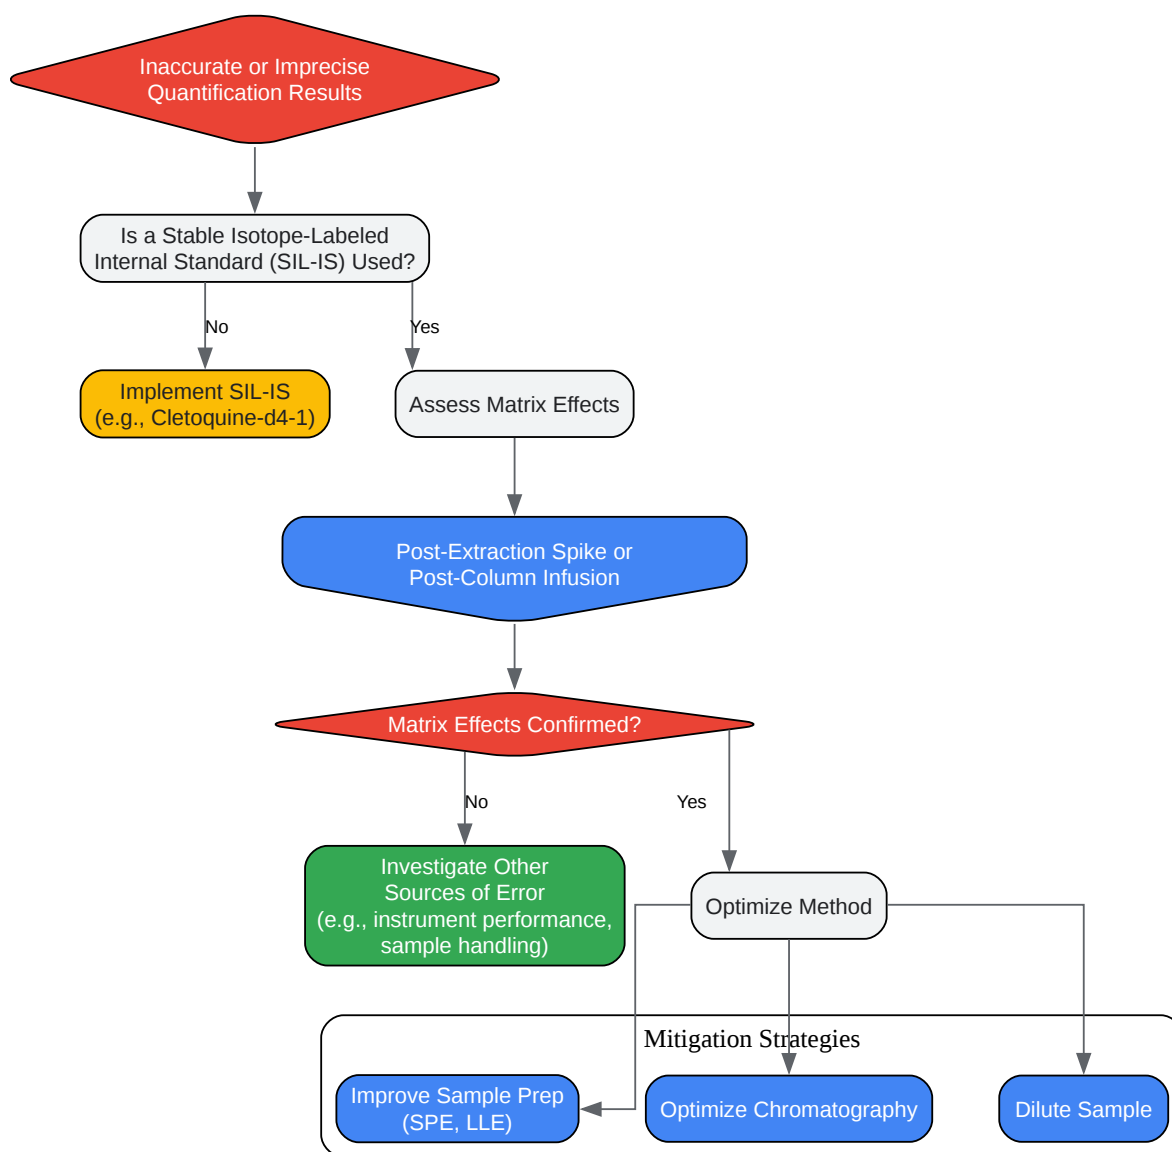 Inaccurate or Imprecise
Quantification Results
Is a Stable Isotope-Labeled
Internal Standard (SIL-IS) Used?
No
Yes
Implement SIL-IS
(e.g., Cletoquine-d4-1)
Assess Matrix Effects
Post-Extraction Spike or
Post-Column Infusion
Matrix Effects Confirmed?
No
Yes
Investigate Other
Sources of Error
(e.g., instrument performance,
sample handling)
Optimize Method
Mitigation Strategies
Improve Sample Prep
(SPE, LLE)
Optimize Chromatography
Dilute Sample